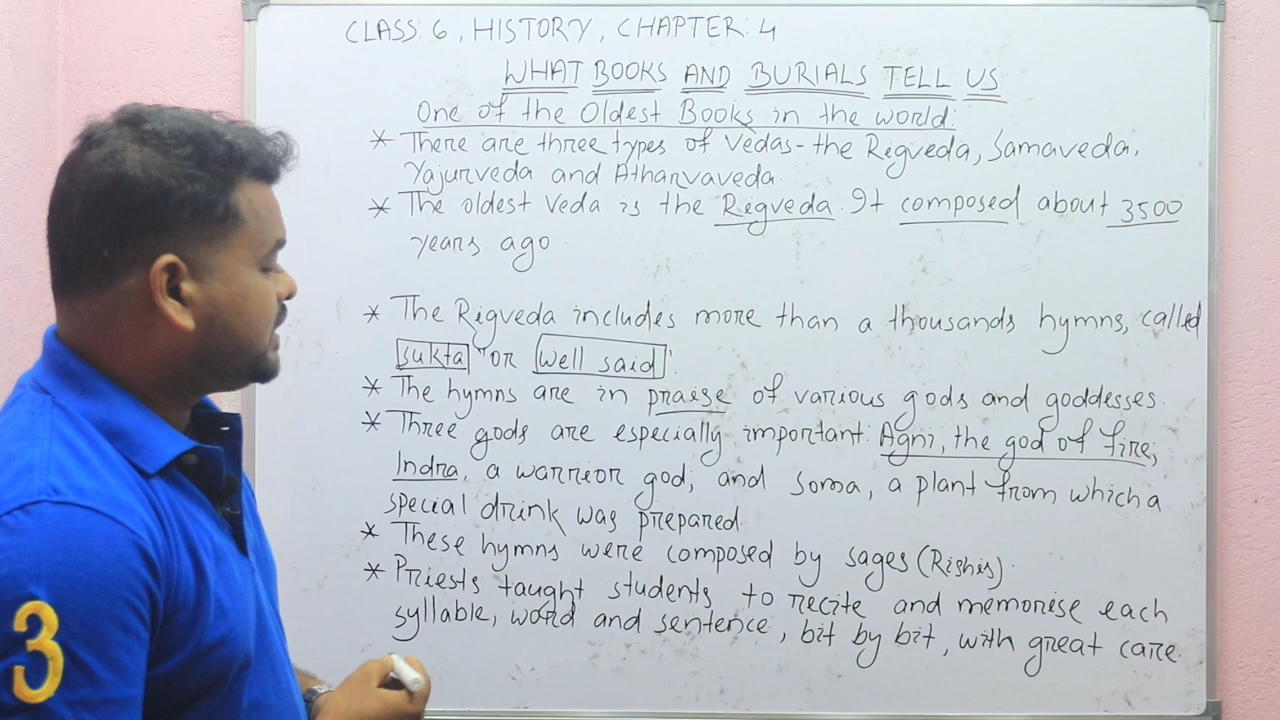 CLASS: 6, HISTORY, CHAPTER: 4
WHAT BOOKS AND BURIALS TELL US
One of the Oldest Books in the world:
* There are three types of Vedas - the Rigveda, Samaveda,
Yajurveda and Atharvaveda.
* The oldest Veda is the Rigveda. It composed about 3500
years ago.
* The Rigveda includes more than a thousands hymns, called
sukta" or "well said".
* The hymns are in praise of various gods and goddesses.
* Three gods are especially important: Agni, the god of fire;
Indra, a warrior god; and Soma, a plant from which a
special drink was prepared.
* These hymns were composed by sages (Rishis).
* Priests taught students to recite and memorise each
syllable, word and sentence, bit by bit, with great care.
3